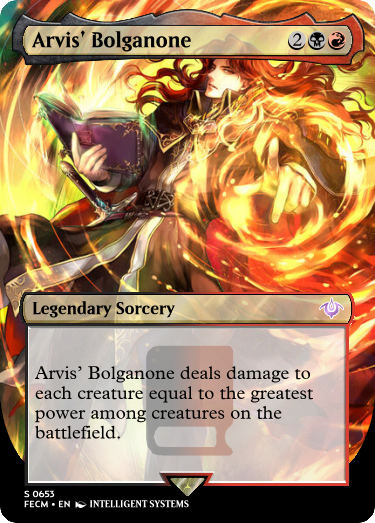 Arvis’ Bolganone 2
Legendary Sorcery
Arvis’ Bolganone deals damage to
each creature equal to the greatest
power among creatures on the
battlefield.
S 0653
FECM • EN INTELLIGENT SYSTEMS